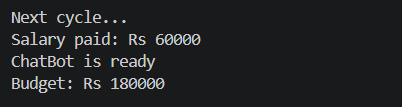 Next cycle...
Salary paid: Rs 60000
ChatBot is ready
Budget: Rs 180000